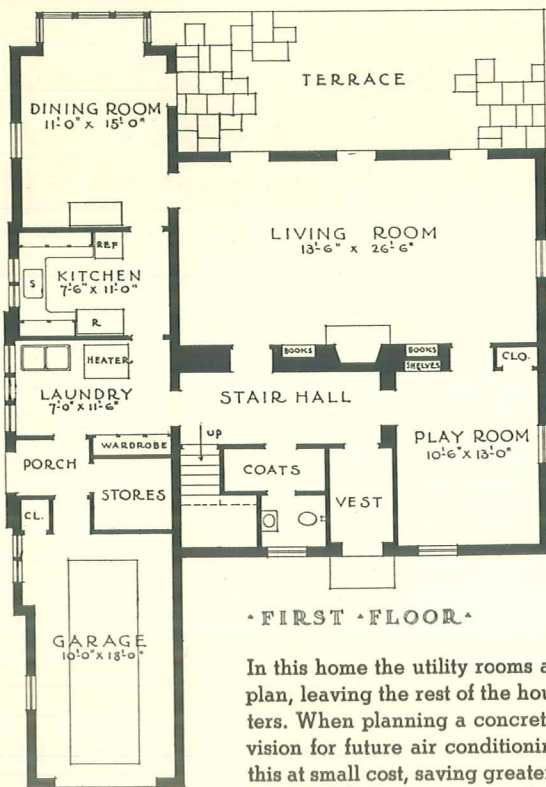 TERRACE
DINING ROOM
11'-0" x 15'-0"
LIVING ROOM
13'-6" x 26'-6"
REF
KITCHEN
7'-6" x 11'-0"
S
R
HEATER
BOOKS
BOOKS
SHELVES
CLO.
LAUNDRY
7'-0" x 11'-6"
STAIR HALL
PLAY ROOM
10'-6" x 13'-0"
UP
WARDROBE
PORCH
COATS
STORES
VEST
CL.
GARAGE
10'-0" x 18'-0"
·FIRST·FLOOR·
In this home the utility rooms a
plan, leaving the rest of the hou
ters. When planning a concret
vision for future air conditionin
this at small cost, saving greater